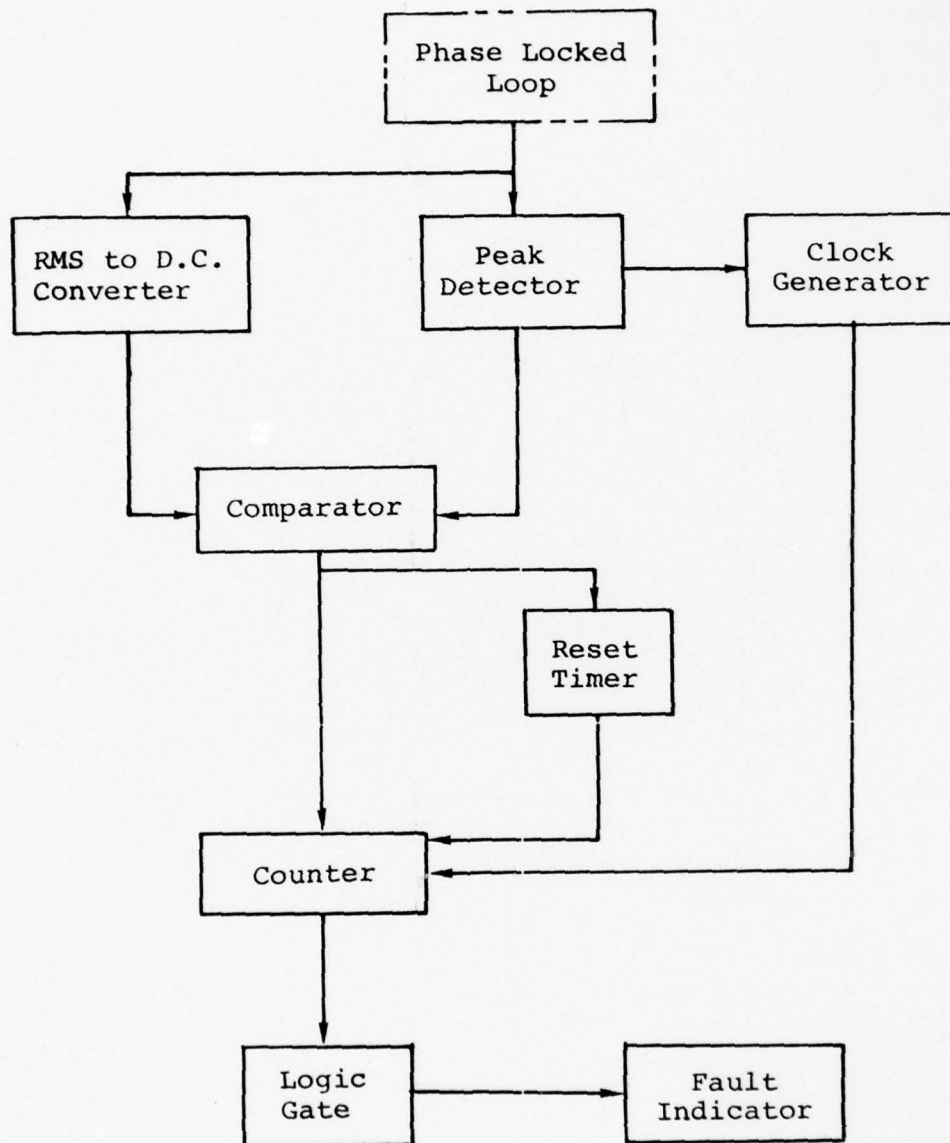 Phase Locked
Loop
RMS to D.C.
Converter
Peak
Detector
Clock
Generator
Comparator
Reset
Timer
Counter
Logic
Gate
Fault
Indicator